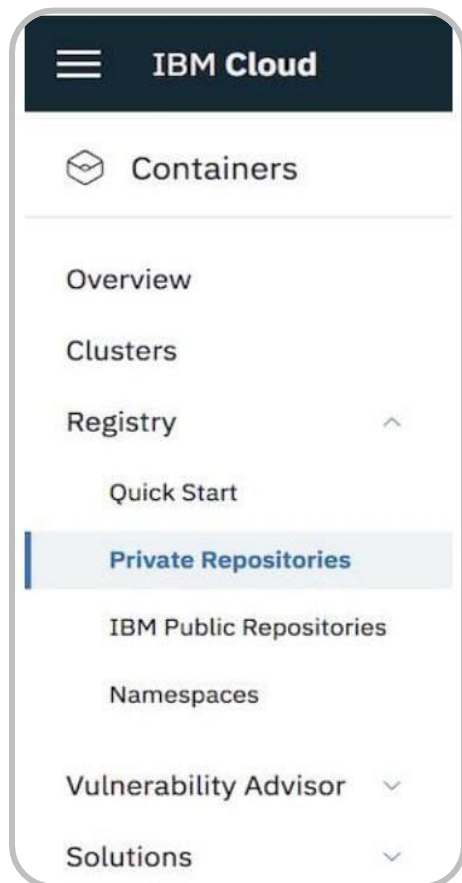 IBM Cloud
Containers
Overview
Clusters
Registry
Quick Start
Private Repositories
IBM Public Repositories
Namespaces
Vulnerability Advisor
Solutions